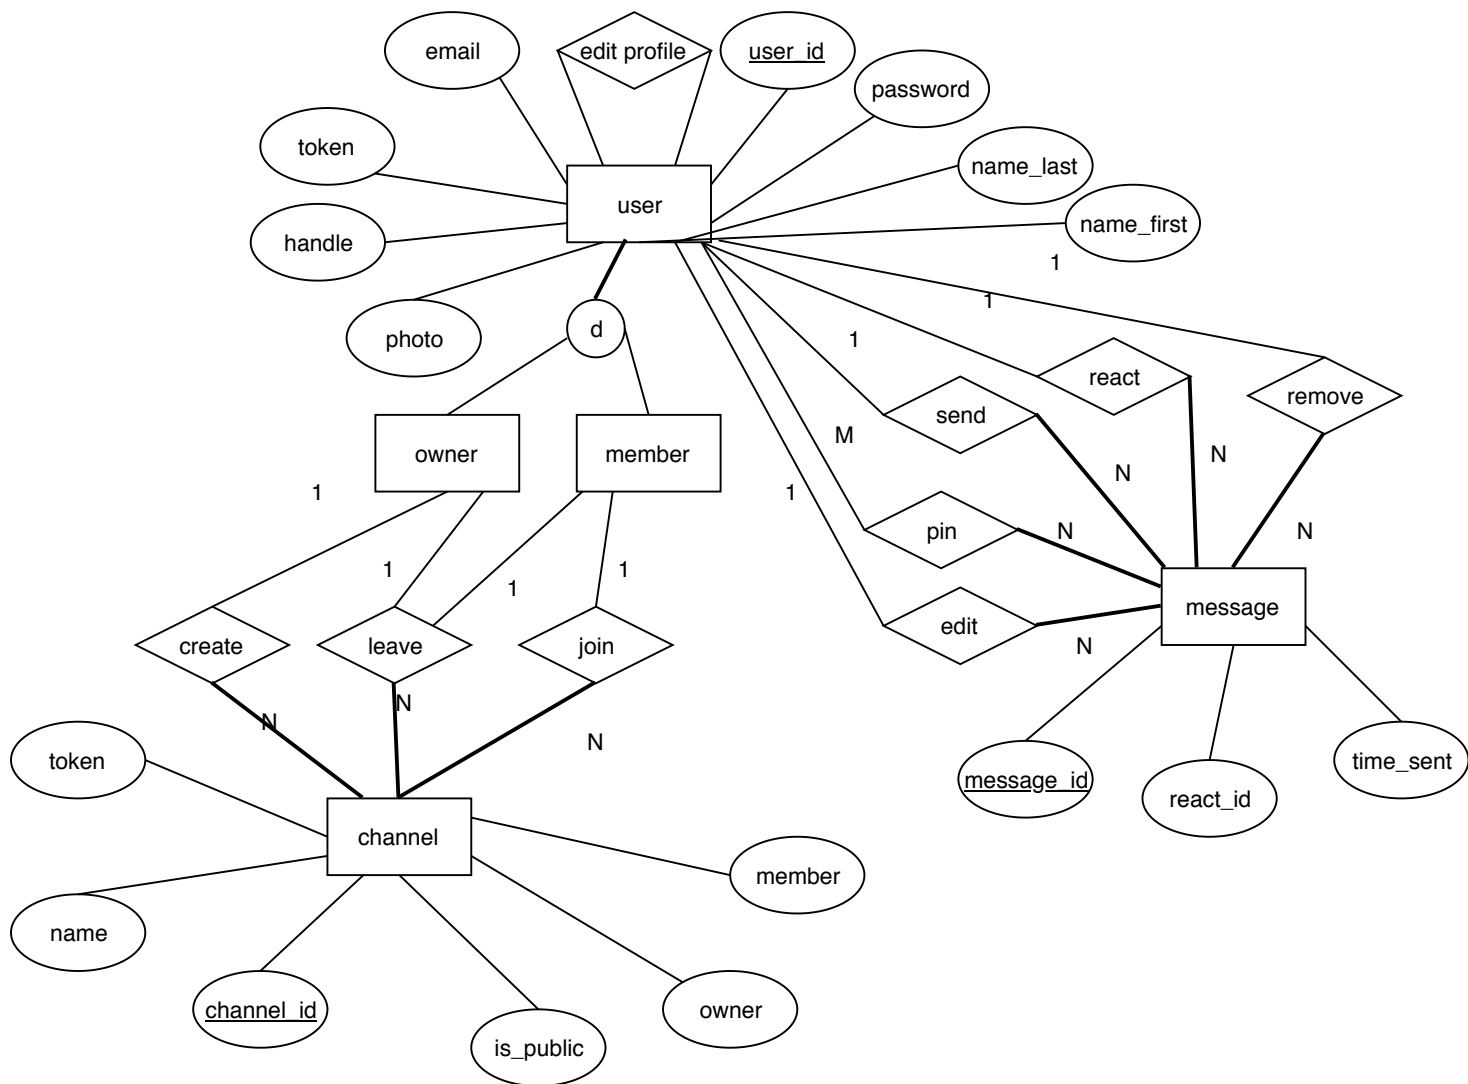 email
edit profile
user_id
password
token
name_last
user
name_first
handle
1
1
photo
d
1
react
remove
send
M
owner
member
N
N
1
1
pin
N
N
1
1
1
message
edit
create
leave
join
N
N
N
N
token
message_id
time_sent
react_id
channel
member
name
channel_id
owner
is_public